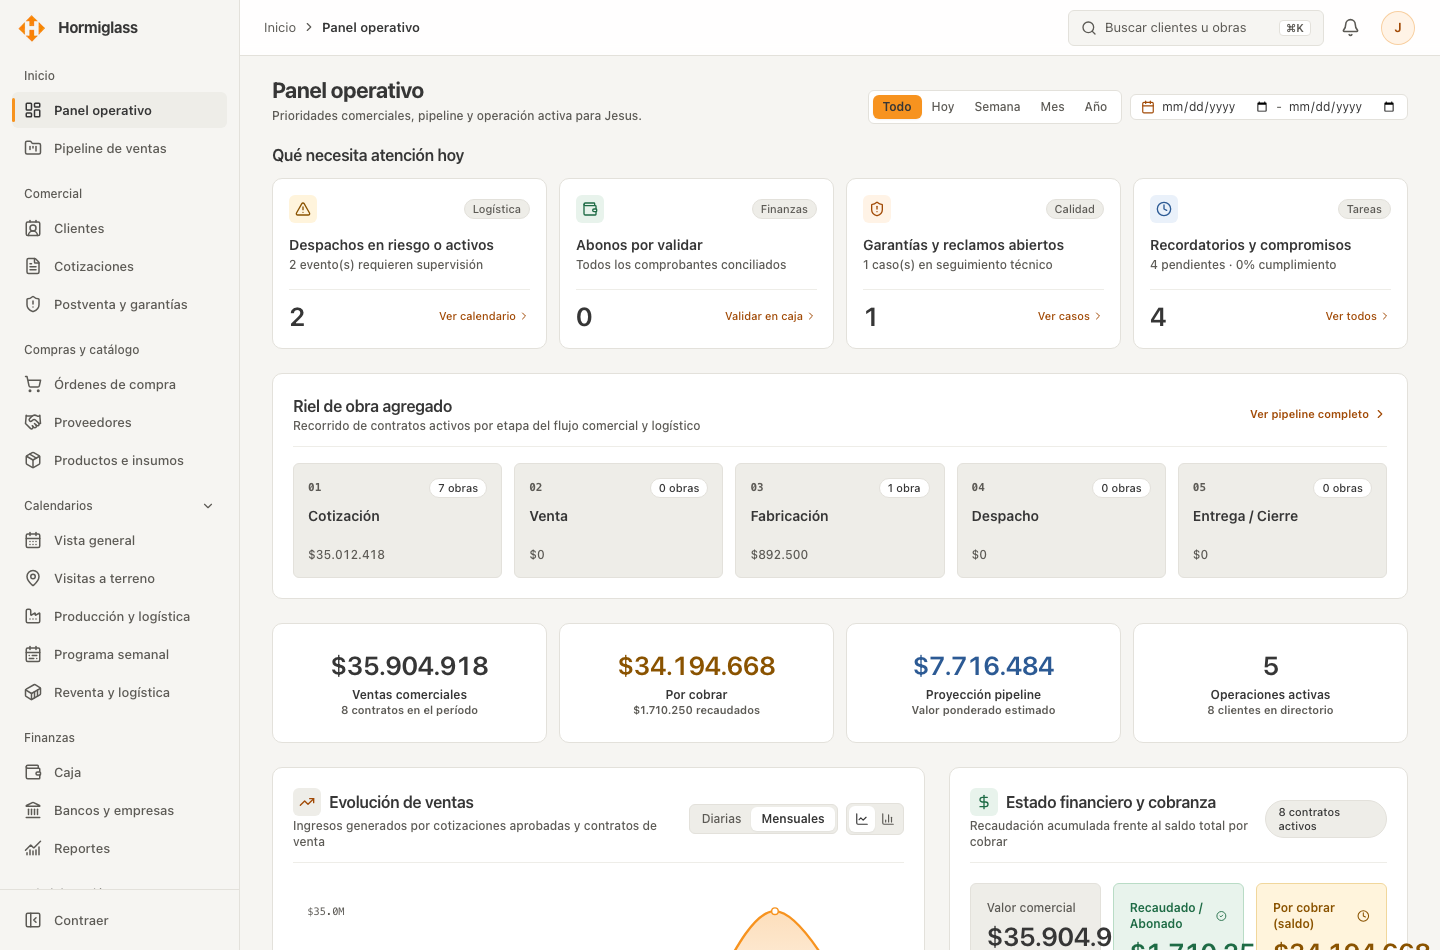 Hormiglass
Inicio
Panel operativo
Pipeline de ventas
Comercial
Clientes
Cotizaciones
Postventa y garantías
Compras y catálogo
Órdenes de compra
Proveedores
Productos e insumos
Calendarios
Vista general
Visitas a terreno
Producción y logística
Programa semanal
Reventa y logística
Finanzas
Caja
Bancos y empresas
Reportes
Contraer
Inicio > Panel operativo
Buscar clientes u obras ⌘K
J
Panel operativo
Prioridades comerciales, pipeline y operación activa para Jesus.
Todo Hoy Semana Mes Año
mm/dd/yyyy - mm/dd/yyyy
Qué necesita atención hoy
Logística
Despachos en riesgo o activos
2 evento(s) requieren supervisión
2 Ver calendario
Finanzas
Abonos por validar
Todos los comprobantes conciliados
0 Validar en caja
Calidad
Garantías y reclamos abiertos
1 caso(s) en seguimiento técnico
1 Ver casos
Tareas
Recordatorios y compromisos
4 pendientes · 0% cumplimiento
4 Ver todos
Riel de obra agregado
Recorrido de contratos activos por etapa del flujo comercial y logístico
Ver pipeline completo
01 7 obras
Cotización
$35.012.418
02 0 obras
Venta
$0
03 1 obra
Fabricación
$892.500
04 0 obras
Despacho
$0
05 0 obras
Entrega / Cierre
$0
$35.904.918
Ventas comerciales
8 contratos en el período
$34.194.668
Por cobrar
$1.710.250 recaudados
$7.716.484
Proyección pipeline
Valor ponderado estimado
5
Operaciones activas
8 clientes en directorio
Evolución de ventas
Ingresos generados por cotizaciones aprobadas y contratos de
venta
Diarias Mensuales
$35.0M
Estado financiero y cobranza
Recaudación acumulada frente al saldo total por
cobrar
8 contratos
activos
Valor comercial
$35.904.9
Recaudado /
Abonado
$1.710.25
Por cobrar
(saldo)
$34.194.668